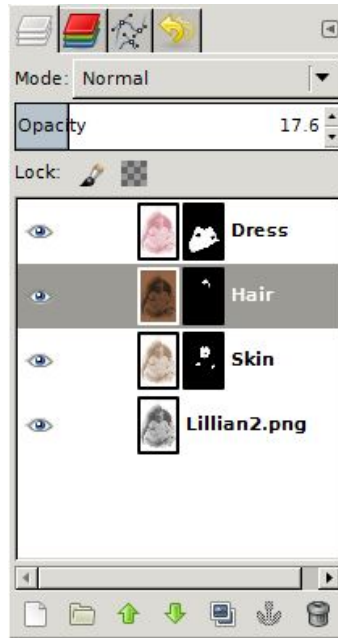 Mode: Normal
Opacity 17.6
Lock:
Dress
Hair
Skin
Lillian2.png